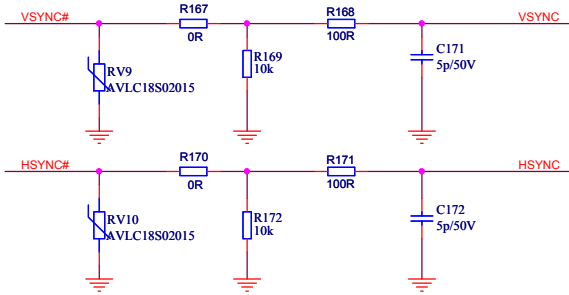 VSYNC# R167 R168 VSYNC
0R 100R
R169 C171
10k 5p/50V
RV9
AVLC18S02015
HSYNC# R170 R171 HSYNC
0R 100R
R172 C172
10k 5p/50V
RV10
AVLC18S02015